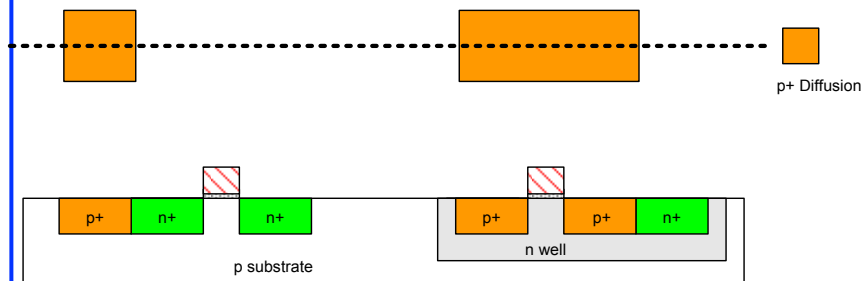 p+ Diffusion
p+ n+ n+ p+ p+ n+
n well
p substrate